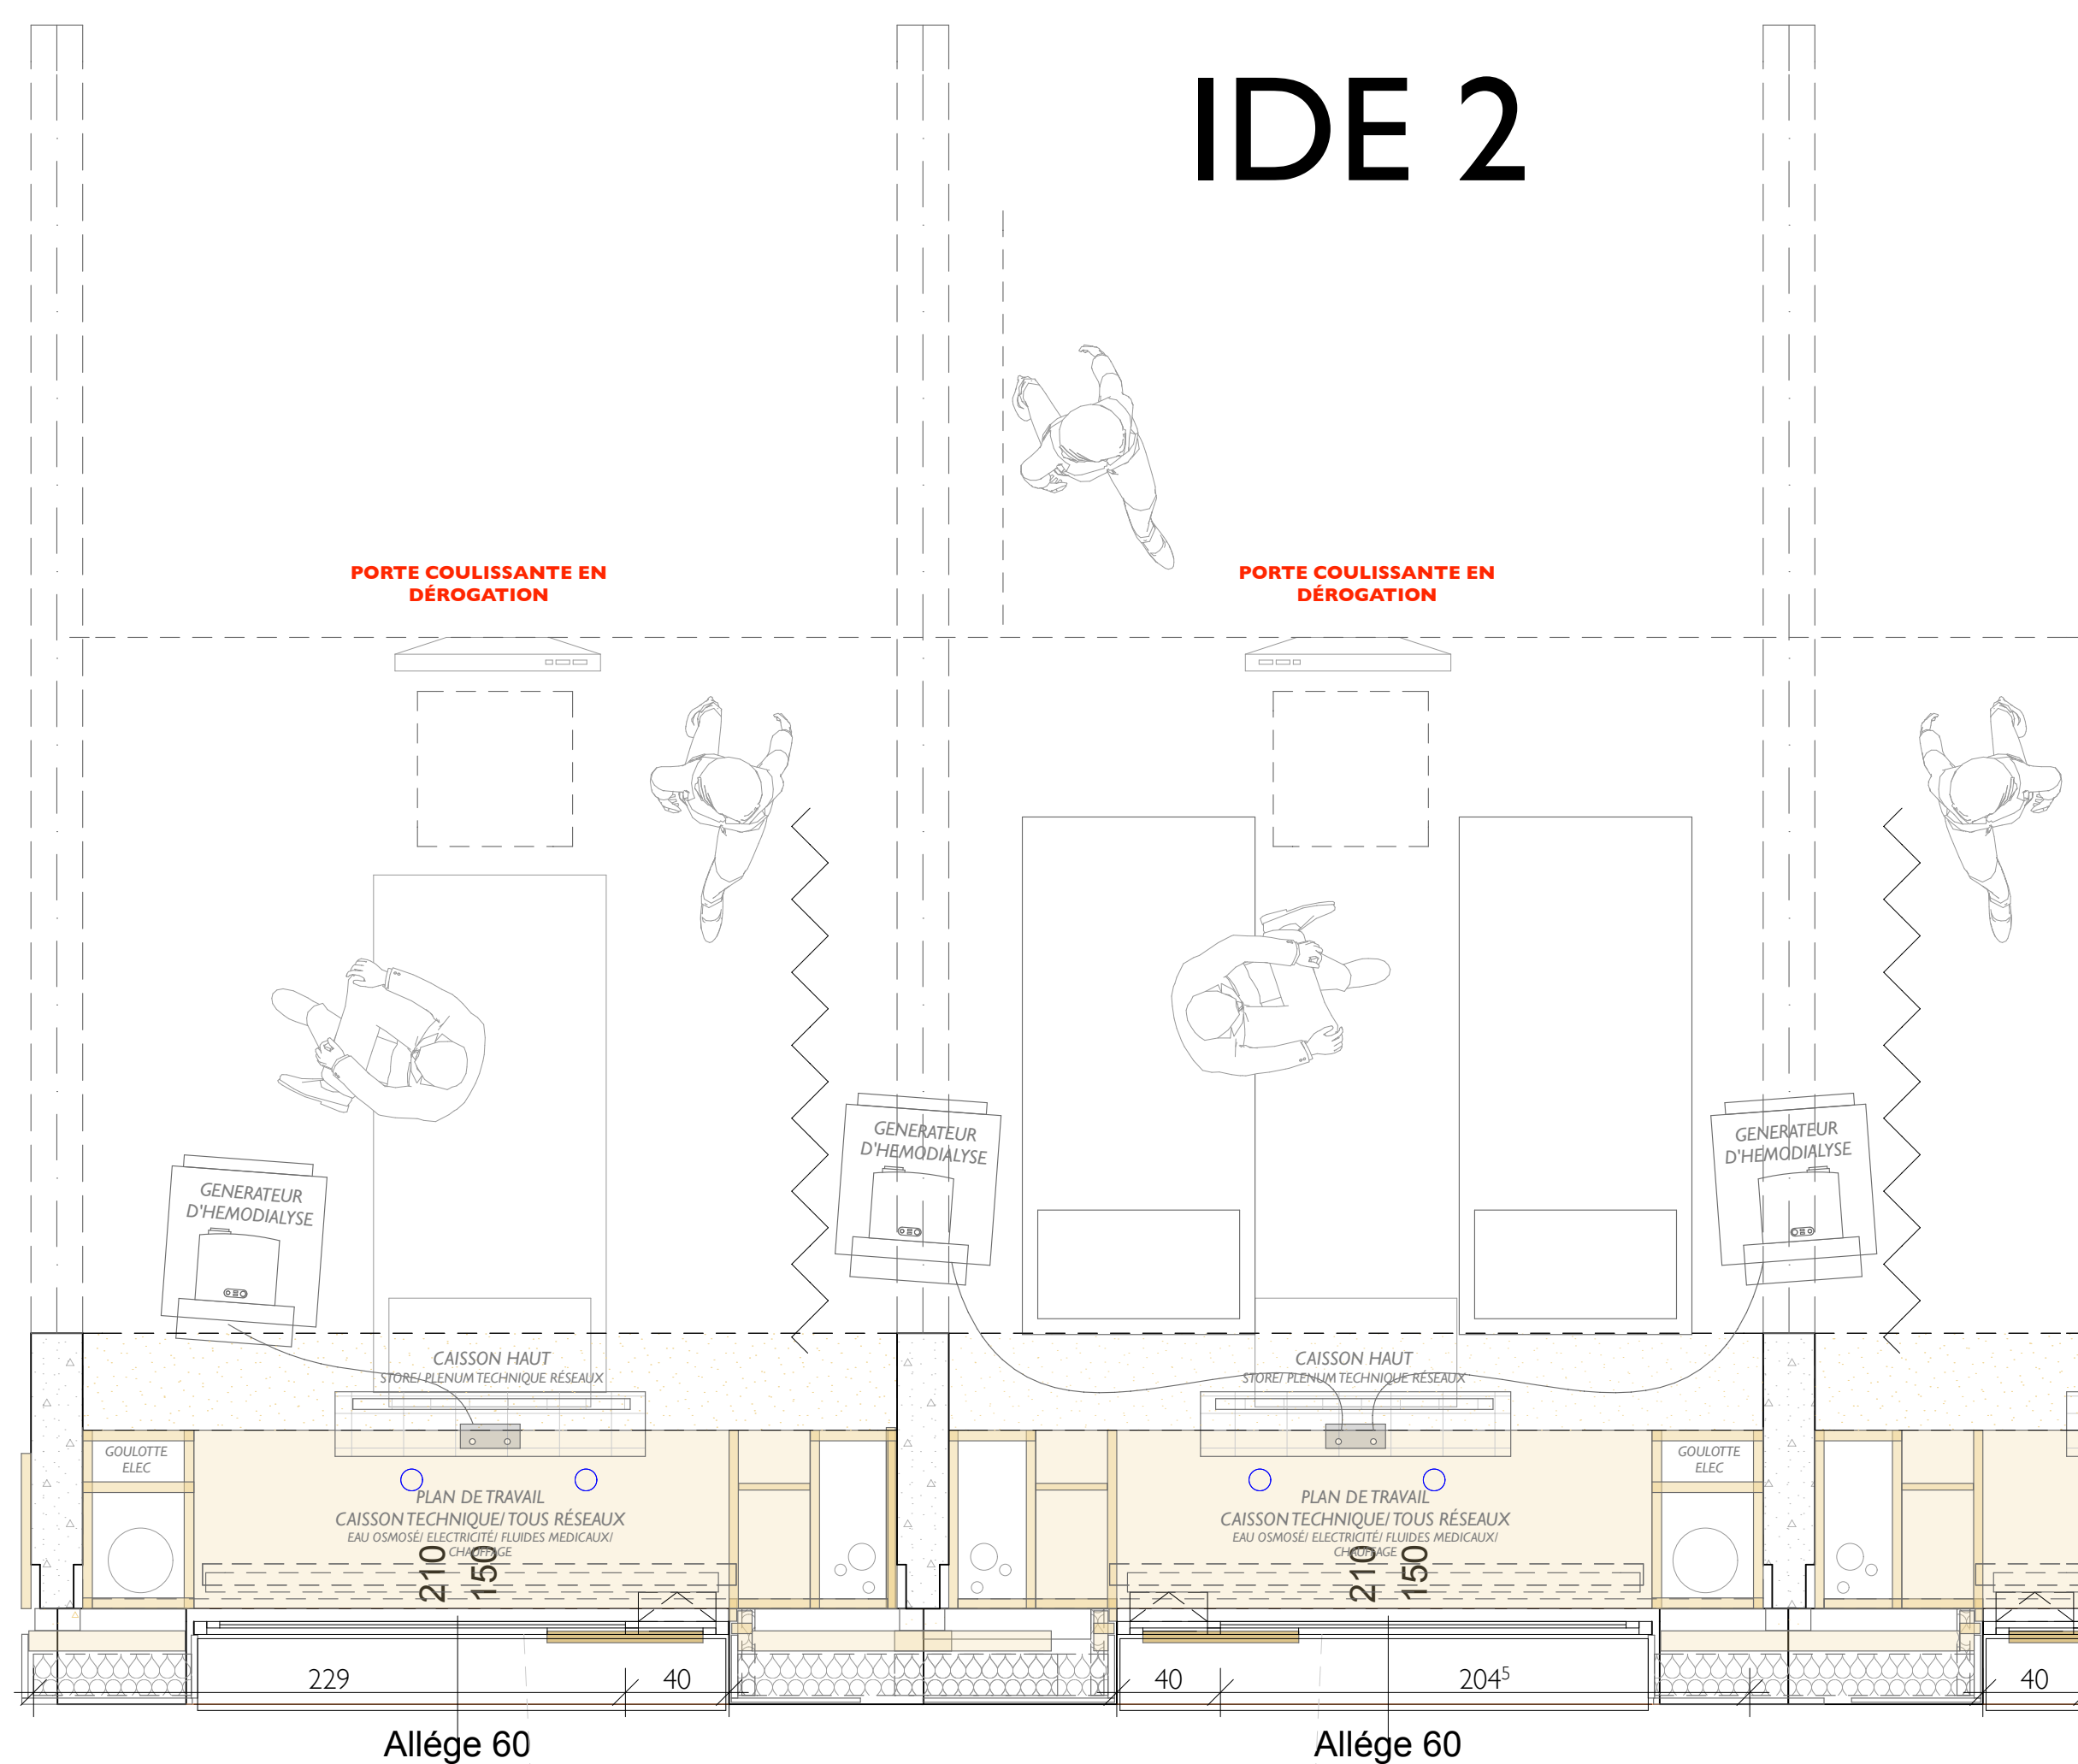 IDE 2
PORTE COULISSANTE EN
DÉROGATION
PORTE COULISSANTE EN
DÉROGATION
GENERATEUR
D'HEMODIALYSE
GENERATEUR
D'HEMODIALYSE
GENERATEUR
D'HEMODIALYSE
CAISSON HAUT
STORE/ PLENUM TECHNIQUE RÉSEAUX
CAISSON HAUT
STORE/ PLENUM TECHNIQUE RÉSEAUX
GOULOTTE
ELEC
GOULOTTE
ELEC
PLAN DE TRAVAIL
CAISSON TECHNIQUE/ TOUS RÉSEAUX
EAU OSMOSÉ/ ELECTRICITÉ/ FLUIDES MEDICAUX/
CHAUFFAGE
PLAN DE TRAVAIL
CAISSON TECHNIQUE/ TOUS RÉSEAUX
EAU OSMOSÉ/ ELECTRICITÉ/ FLUIDES MEDICAUX/
CHAUFFAGE
210
150
210
150
229
40
40
204⁵
40
Allége 60
Allége 60